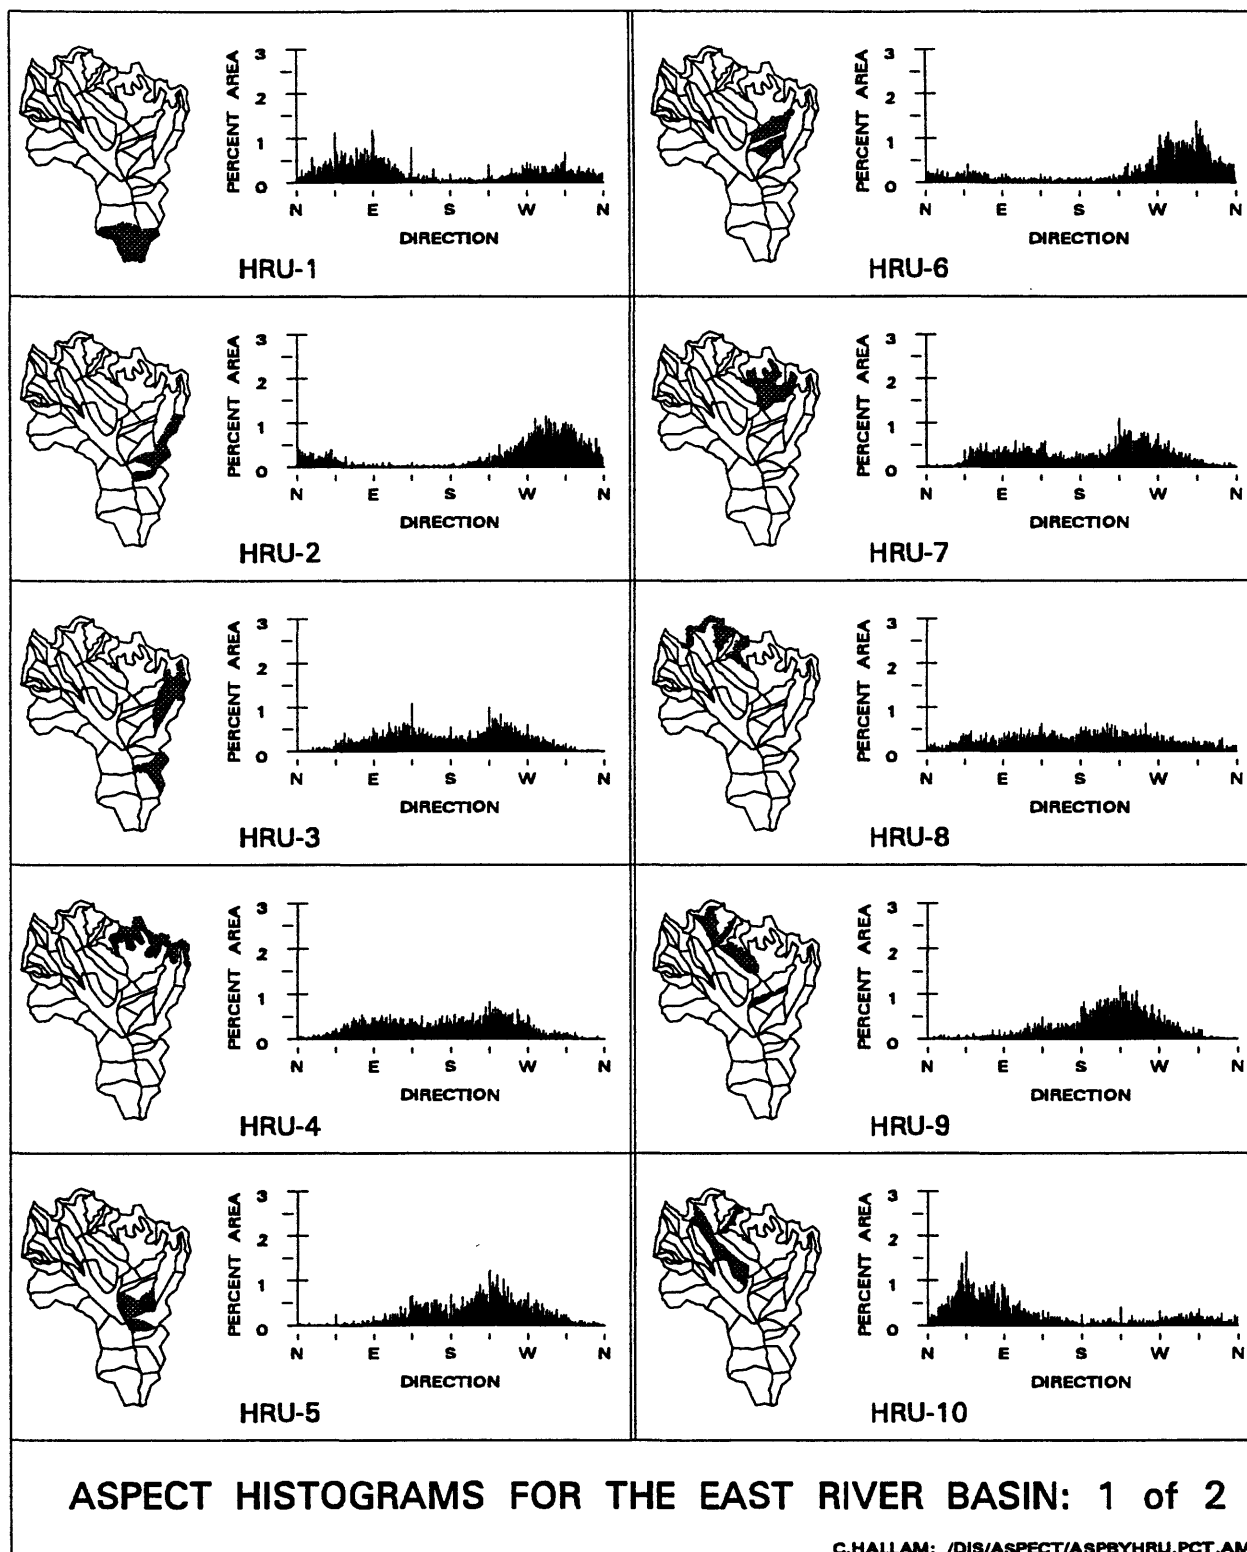 3
2
1
0
PERCENT AREA
N E S W N
DIRECTION
HRU-1
3
2
1
0
PERCENT AREA
N E S W N
DIRECTION
HRU-6
3
2
1
0
PERCENT AREA
N E S W N
DIRECTION
HRU-2
3
2
1
0
PERCENT AREA
N E S W N
DIRECTION
HRU-7
3
2
1
0
PERCENT AREA
N E S W N
DIRECTION
HRU-3
3
2
1
0
PERCENT AREA
N E S W N
DIRECTION
HRU-8
3
2
1
0
PERCENT AREA
N E S W N
DIRECTION
HRU-4
3
2
1
0
PERCENT AREA
N E S W N
DIRECTION
HRU-9
3
2
1
0
PERCENT AREA
N E S W N
DIRECTION
HRU-5
3
2
1
0
PERCENT AREA
N E S W N
DIRECTION
HRU-10
ASPECT HISTOGRAMS FOR THE EAST RIVER BASIN: 1 of 2
C.HALLAM: /DIS/ASPECT/ASPBYHRU.PCT.AM